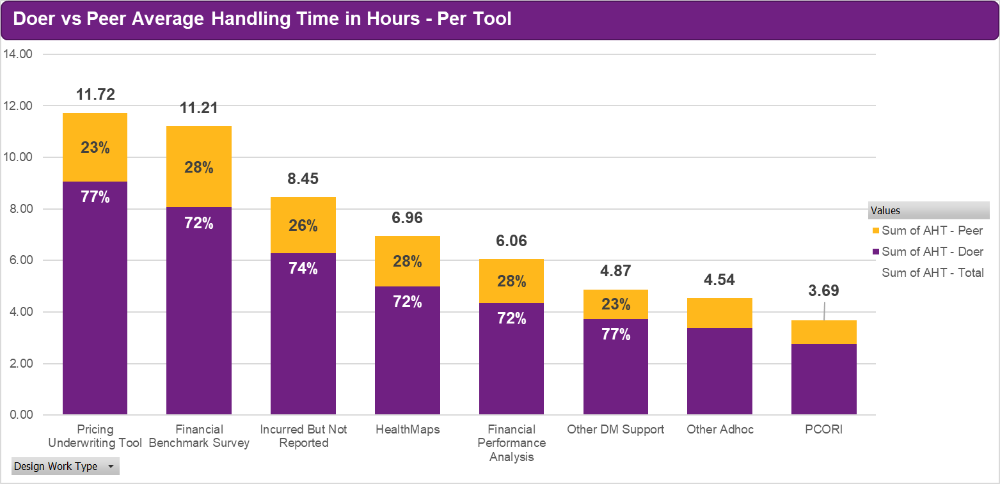 Doer vs Peer Average Handling Time in Hours - Per Tool
14.00
12.00
10.00
8.00
6.00
4.00
2.00
0.00
11.72
23%
77%
11.21
28%
72%
8.45
26%
74%
6.96
28%
72%
6.06
28%
72%
4.87
23%
77%
4.54
3.69
Pricing
Underwriting Tool
Financial
Benchmark Survey
Incurred But Not
Reported
HealthMaps
Financial
Performance
Analysis
Other DM Support
Other Adhoc
PCORI
Values
Sum of AHT - Peer
Sum of AHT - Doer
Sum of AHT - Total
Design Work Type